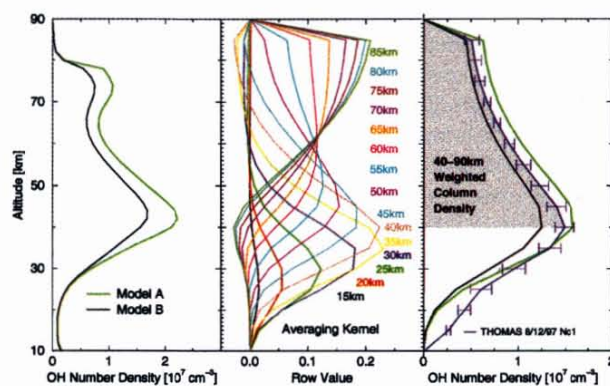 90
70
50
30
10
Altitude [km]
Model A
Model B
0 1 2
OH Number Density [10⁷ cm⁻³]
85km
80km
75km
70km
65km
60km
55km
50km
45km
40km
35km
30km
25km
20km
15km
Averaging Kernel
0.0 0.1 0.2
Row Value
40–90km
Weighted
Column
Density
THOMAS 8/12/97 Nc1
0 1 2
OH Number Density [10⁷ cm⁻³]